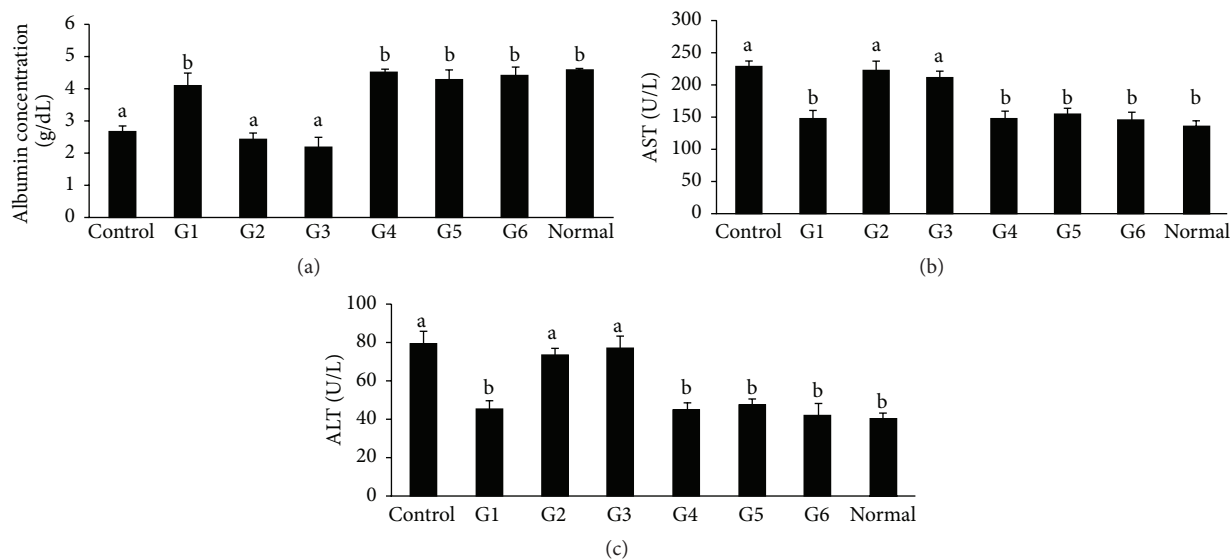 Albumin concentration
(g/dL)
6
5
4
3
2
1
0
a b a a b b b b
Control G1 G2 G3 G4 G5 G6 Normal
(a)
AST (U/L)
300
250
200
150
100
50
0
a b a a b b b b
Control G1 G2 G3 G4 G5 G6 Normal
(b)
ALT (U/L)
100
80
60
40
20
0
a b a a b b b b
Control G1 G2 G3 G4 G5 G6 Normal
(c)